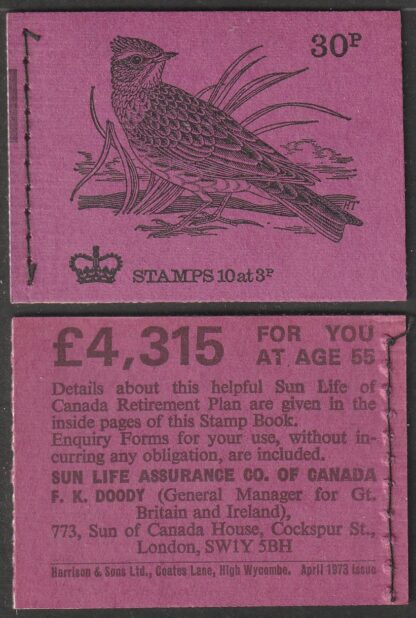 30P
HT
STAMPS 10 at 3P
£4,315 FOR YOU
AT AGE 55
Details about this helpful Sun Life of
Canada Retirement Plan are given in the
inside pages of this Stamp Book.
Enquiry Forms for your use, without in-
curring any obligation, are included.
SUN LIFE ASSURANCE CO. OF CANADA
F. K. DOODY (General Manager for Gt.
Britain and Ireland),
773, Sun of Canada House, Cockspur St.,
London, SW1Y 5BH
Harrison & Sons Ltd., Coates Lane, High Wycombe. April 1973 Issue